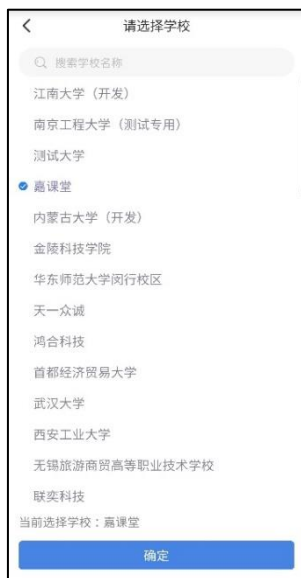 请选择学校
搜索学校名称
江南大学（开发）
南京工程大学（测试专用）
测试大学
嘉课堂
内蒙古大学（开发）
金陵科技学院
华东师范大学闵行校区
天一众诚
鸿合科技
首都经济贸易大学
武汉大学
西安工业大学
无锡旅游商贸高等职业技术学校
联奕科技
当前选择学校：嘉课堂
确定